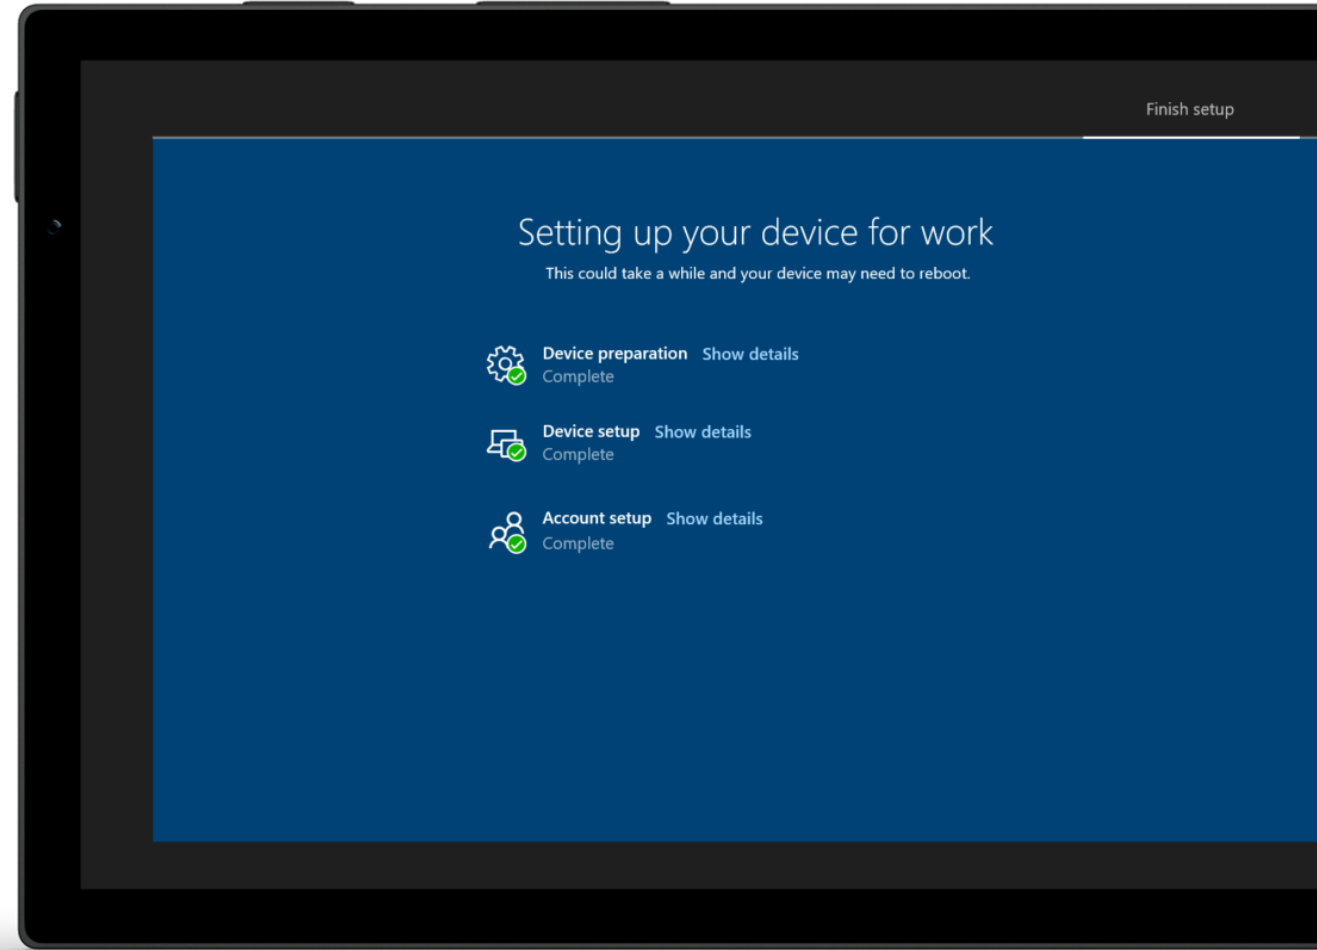 Finish setup
Setting up your device for work
This could take a while and your device may need to reboot.
Device preparation Show details
Complete
Device setup Show details
Complete
Account setup Show details
Complete